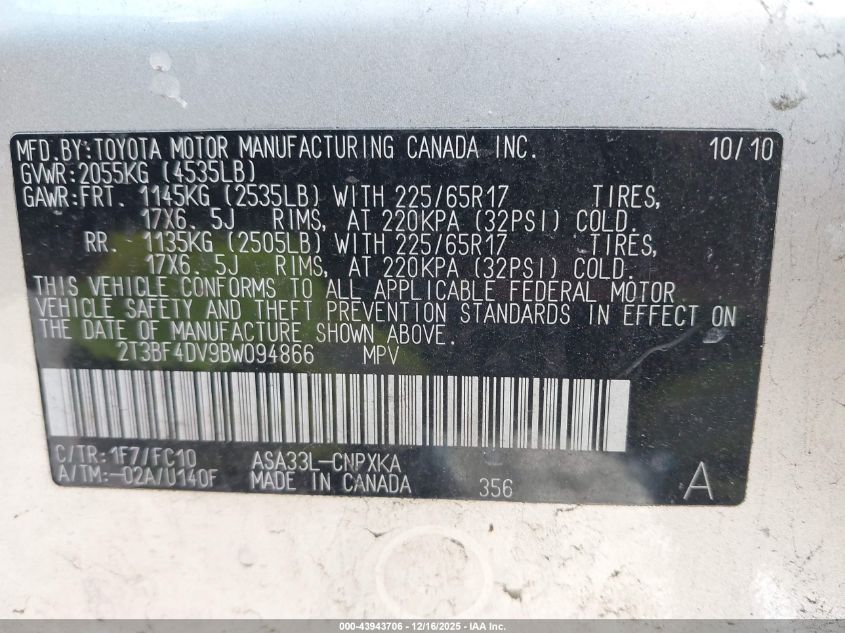 MFD.BY:TOYOTA MOTOR MANUFACTURING CANADA INC. 10/10
GVWR:2055KG (4535LB)
GAWR:FRT. 1145KG (2535LB) WITH 225/65R17 TIRES,
17X6.5J RIMS, AT 220KPA (32PSI) COLD.
RR. 1135KG (2505LB) WITH 225/65R17 TIRES,
17X6.5J RIMS, AT 220KPA (32PSI) COLD.
THIS VEHICLE CONFORMS TO ALL APPLICABLE FEDERAL MOTOR
VEHICLE SAFETY AND THEFT PREVENTION STANDARDS IN EFFECT ON
THE DATE OF MANUFACTURE SHOWN ABOVE.
2T3BF4DV9BW094866 MPV
C/TR:1F7/FC10 ASA33L-CNPXKA
A/TM:-02A/U140F MADE IN CANADA 356 A
000-43943706 - 12/16/2025 - IAA Inc.